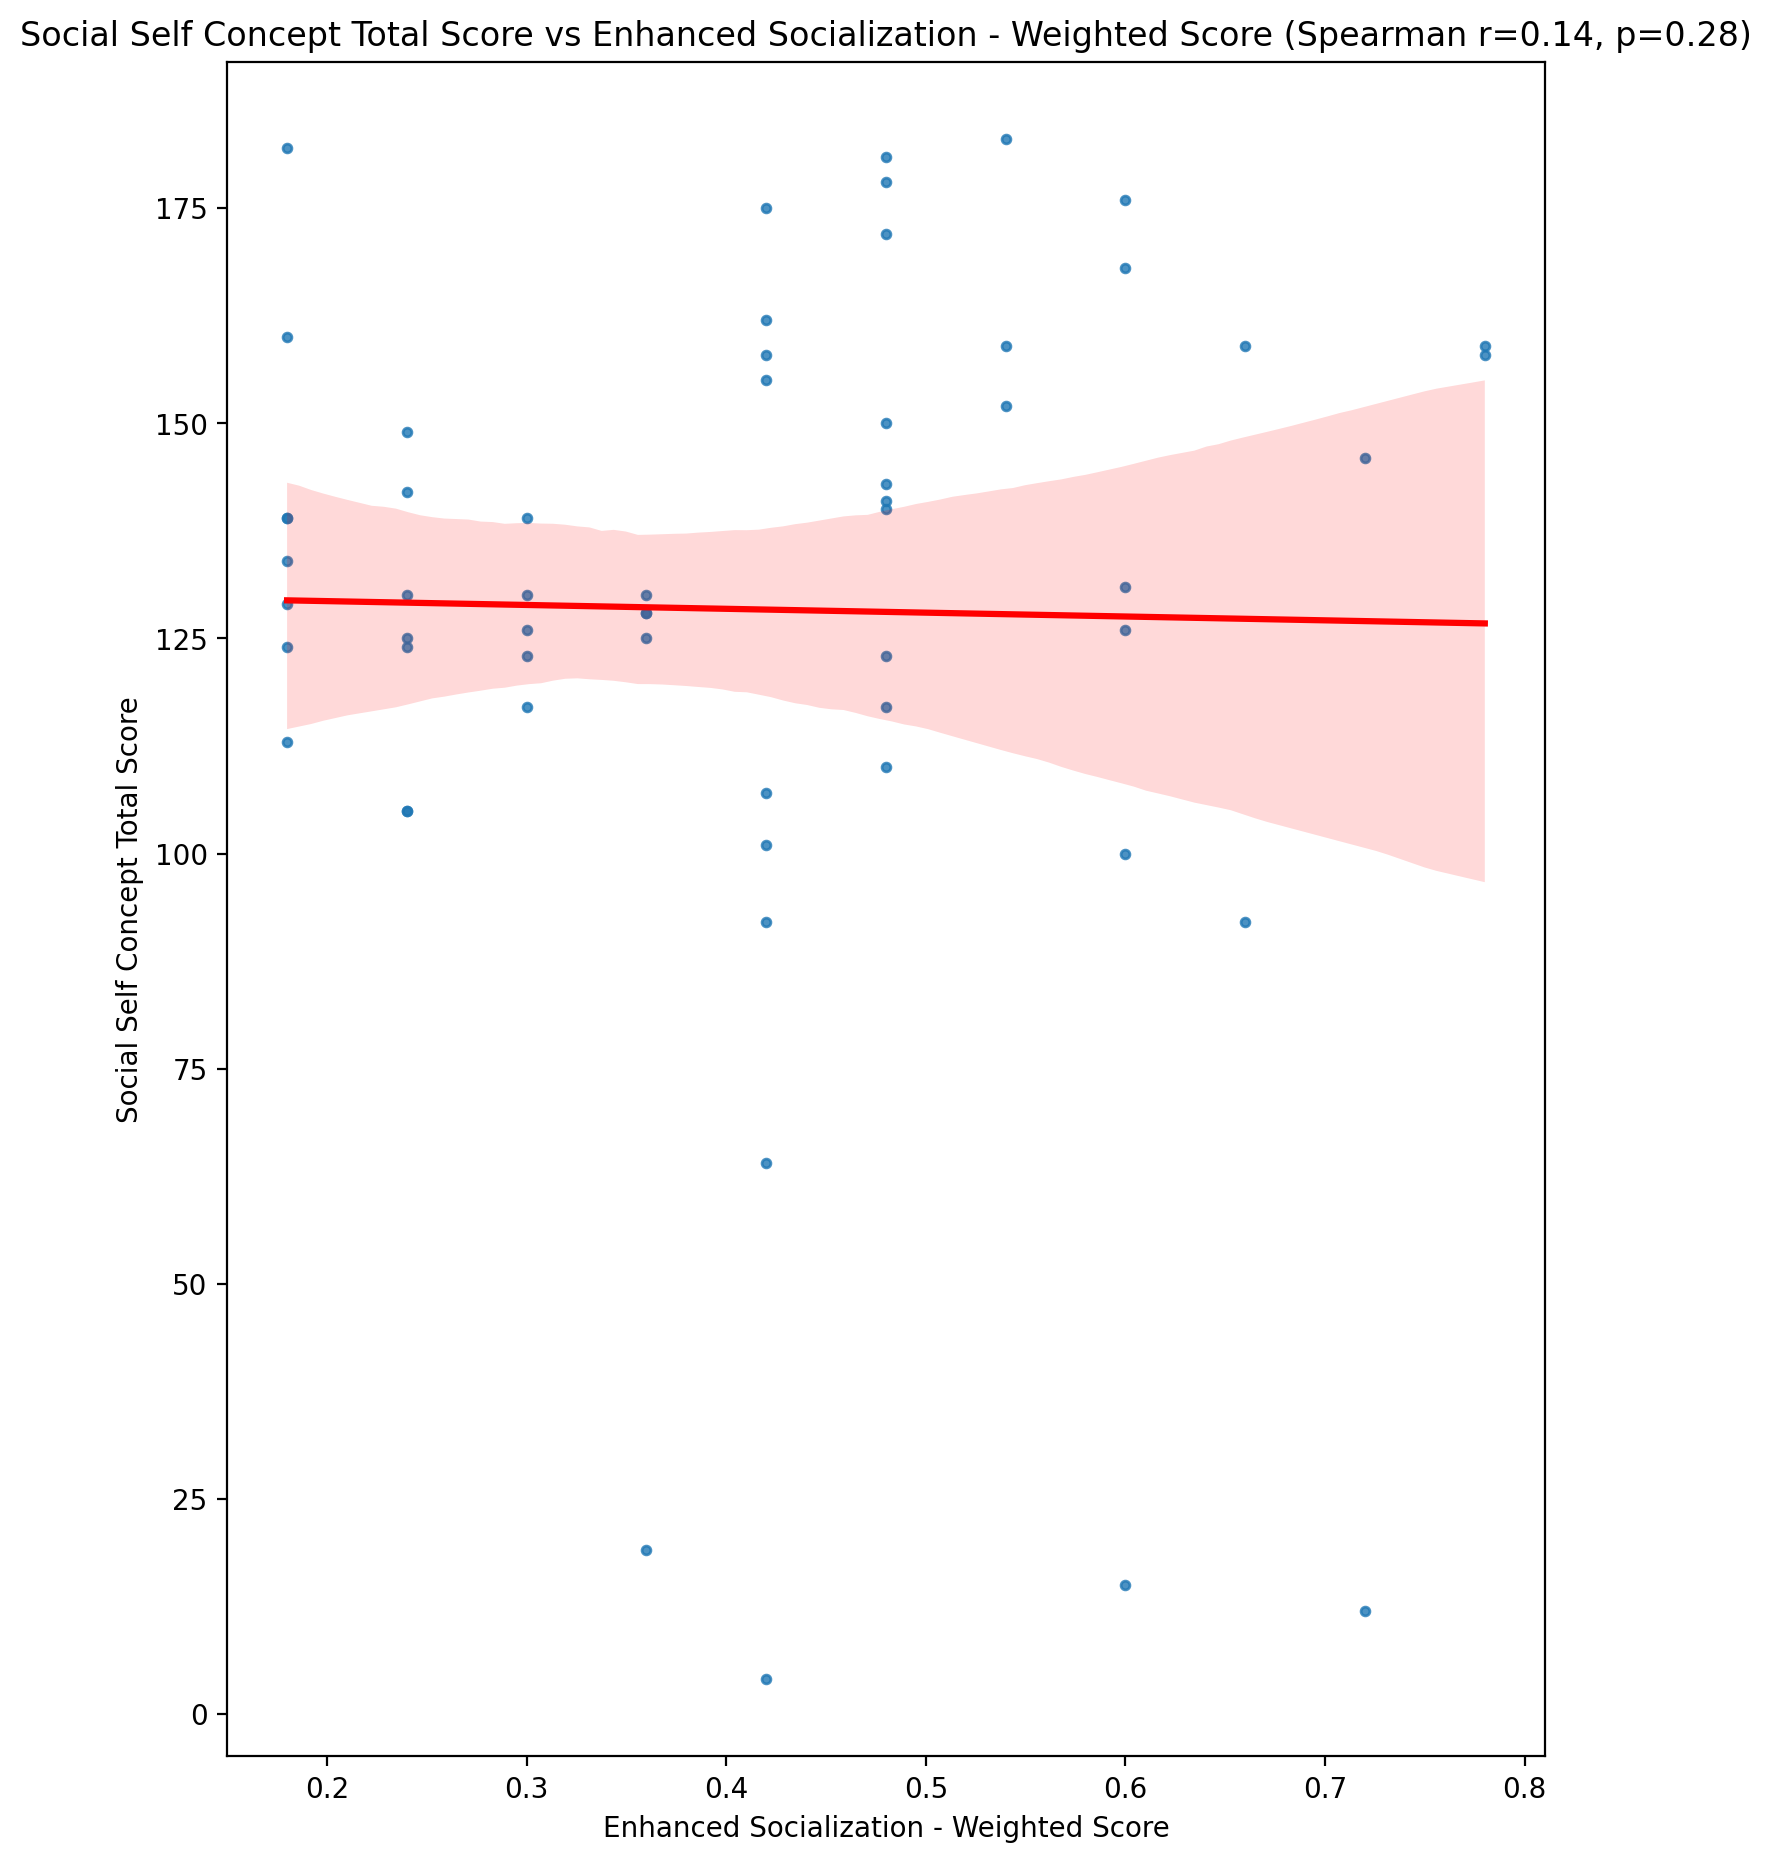 Social Self Concept Total Score vs Enhanced Socialization - Weighted Score (Spearman r=0.14, p=0.28)
Social Self Concept Total Score
175
150
125
100
75
50
25
0
0.2 0.3 0.4 0.5 0.6 0.7 0.8
Enhanced Socialization - Weighted Score